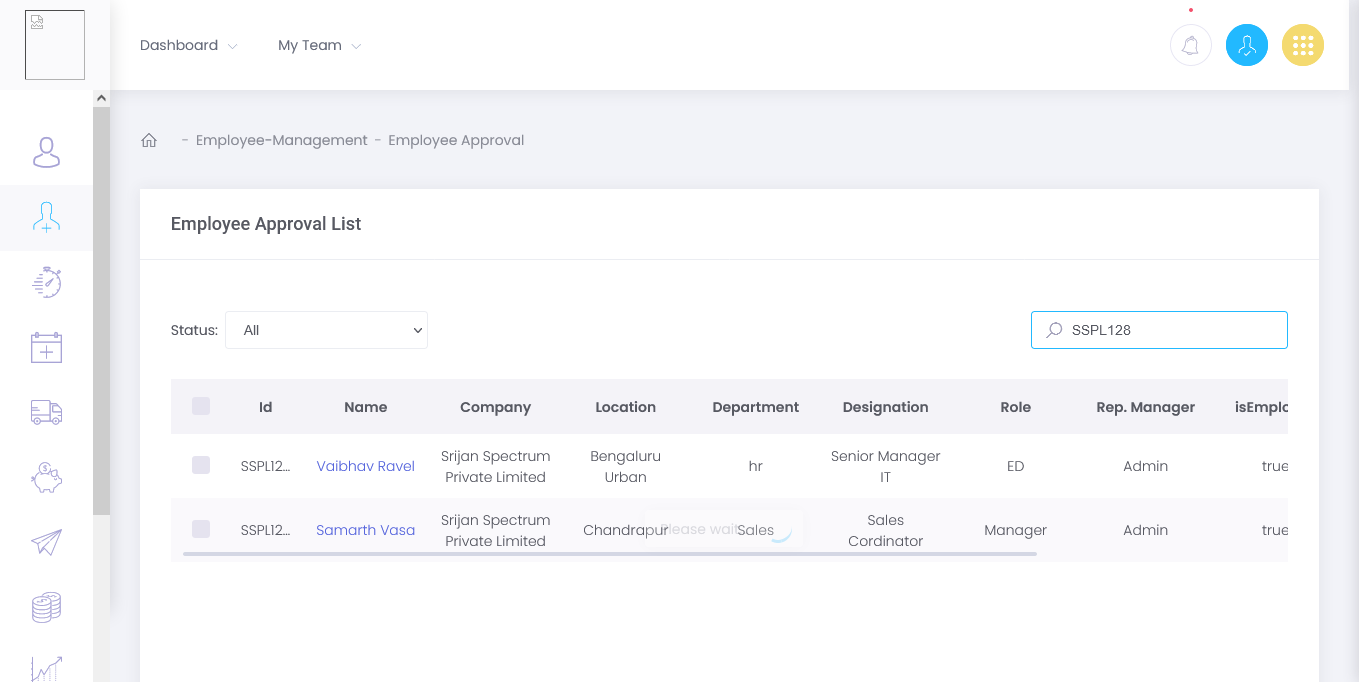 Dashboard My Team
- Employee-Management - Employee Approval
Employee Approval List
Status: All SSPL128
Id Name Company Location Department Designation Role Rep. Manager isEmplo
SSPL12... Vaibhav Ravel Srijan Spectrum Private Limited Bengaluru Urban hr Senior Manager IT ED Admin true
SSPL12... Samarth Vasa Srijan Spectrum Private Limited Chandrapur Sales Sales Cordinator Manager Admin true
Please wait